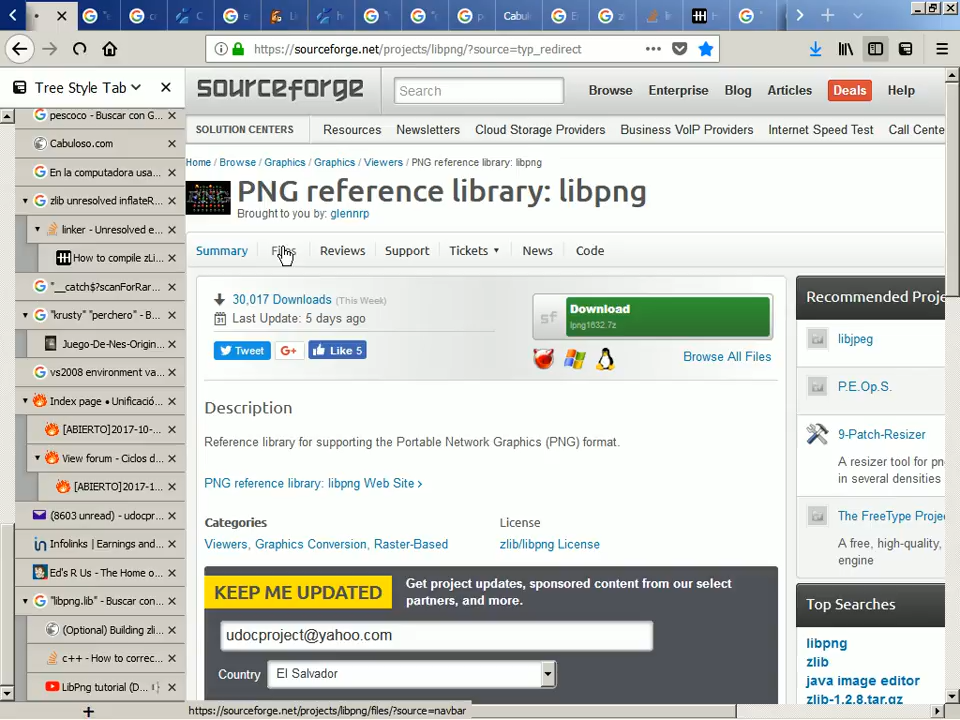 https://sourceforge.net/projects/libpng/?source=typ_redirect
Tree Style Tab
pescoco - Buscar con G...
Cabuloso.com
En la computadora usa...
zlib unresolved inflateR...
linker - Unresolved e...
How to compile zLi...
"__catch$?scanForRar...
"krusty" "perchero" - B...
Juego-De-Nes-Origin...
vs2008 environment va...
Index page • Unificació...
[ABIERTO]2017-10-...
View forum - Ciclos d...
[ABIERTO]2017-1...
(8603 unread) - udocpr...
Infolinks | Earnings and...
Ed's R Us - The Home o...
"libpng.lib" - Buscar con...
(Optional) Building zli...
c++ - How to correc...
LibPng tutorial (D...
sourceforge
Search
Browse Enterprise Blog Articles Deals Help
SOLUTION CENTERS Resources Newsletters Cloud Storage Providers Business VoIP Providers Internet Speed Test Call Cente
Home / Browse / Graphics / Graphics / Viewers / PNG reference library: libpng
PNG reference library: libpng
Brought to you by: glennrp
Summary Files Reviews Support Tickets News Code
30,017 Downloads (This Week)
Last Update: 5 days ago
Tweet G+ Like 5
sf Download
lpng1632.7z
Browse All Files
Description
Reference library for supporting the Portable Network Graphics (PNG) format.
PNG reference library: libpng Web Site >
Categories
Viewers, Graphics Conversion, Raster-Based
License
zlib/libpng License
KEEP ME UPDATED
Get project updates, sponsored content from our select
partners, and more.
udocproject@yahoo.com
Country El Salvador
Recommended Proje
libjpeg
P.E.Op.S.
9-Patch-Resizer
A resizer tool for pn
in several densities
The FreeType Proje
A free, high-quality,
engine
Top Searches
libpng
zlib
java image editor
zlib-1.2.8.tar.gz
https://sourceforge.net/projects/libpng/files/?source=navbar